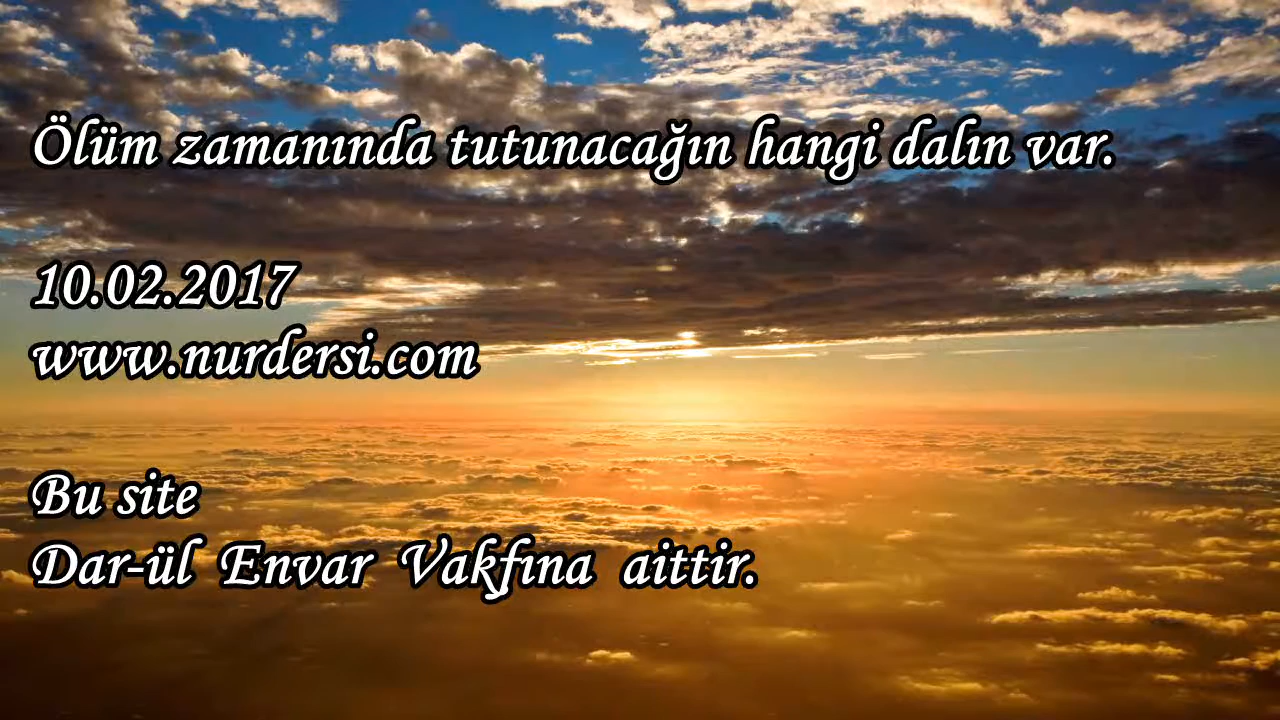 Ölüm zamanında tutunacağın hangi dalın var.
10.02.2017
www.nurdersi.com
Bu site
Dar-ül Envar Vakfına aittir.